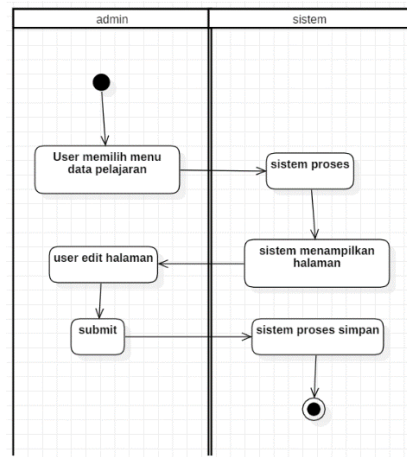 admin
sistem
User memilih menu
data pelajaran
sistem proses
sistem menampilkan
halaman
user edit halaman
submit
sistem proses simpan